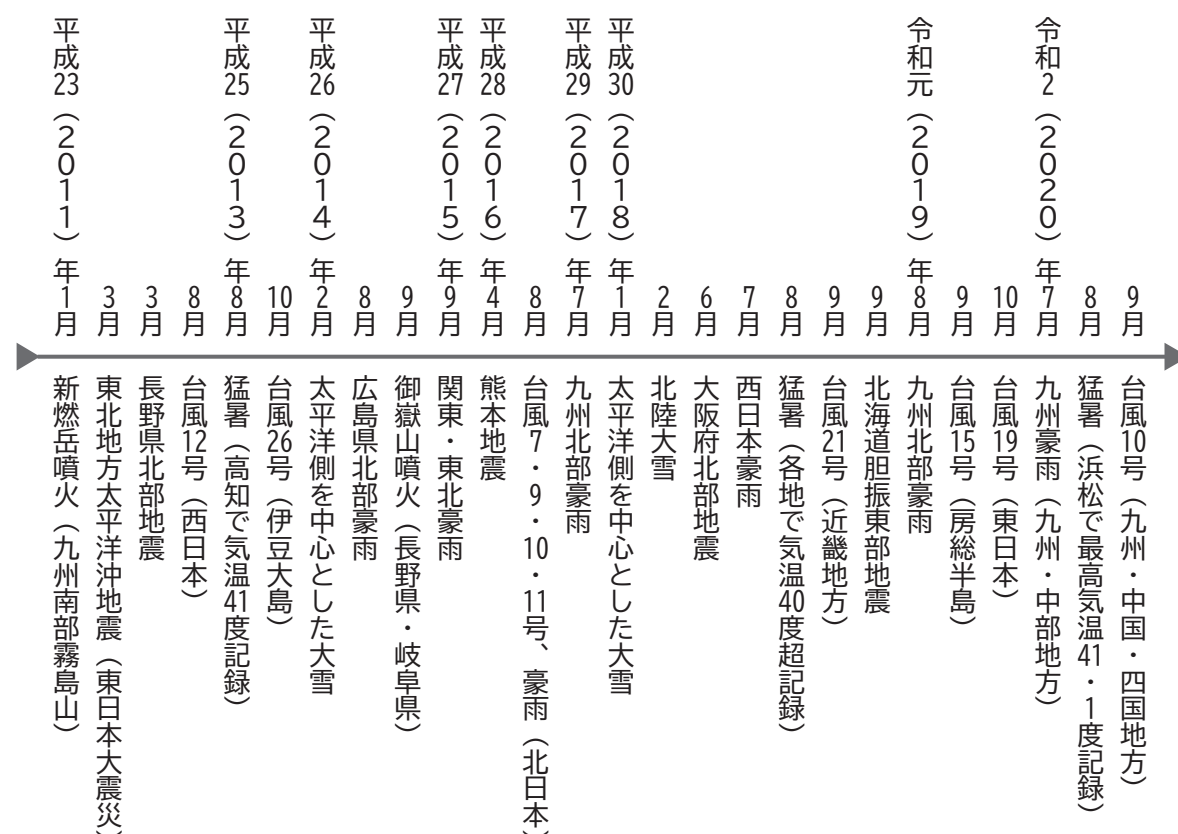 平成23（２０１１）年1月 新燃岳噴火（九州南部霧島山）
3月 東北地方太平洋沖地震（東日本大震災）
3月 長野県北部地震
8月 台風12号（西日本）
平成25（２０１３）年8月 猛暑（高知で気温41度記録）
10月 台風26号（伊豆大島）
平成26（２０１４）年2月 太平洋側を中心とした大雪
8月 広島県北部豪雨
9月 御嶽山噴火（長野県・岐阜県）
平成27（２０１５）年9月 関東・東北豪雨
平成28（２０１６）年4月 熊本地震
8月 台風7・9・10・11号、豪雨（北日本）
平成29（２０１７）年7月 九州北部豪雨
平成30（２０１８）年1月 太平洋側を中心とした大雪
2月 北陸大雪
6月 大阪府北部地震
7月 西日本豪雨
8月 猛暑（各地で気温40度超記録）
9月 台風21号（近畿地方）
9月 北海道胆振東部地震
令和元（２０１９）年8月 九州北部豪雨
9月 台風15号（房総半島）
10月 台風19号（東日本）
令和2（２０２０）年7月 九州豪雨（九州・中部地方）
8月 猛暑（浜松で最高気温41・1度記録）
9月 台風10号（九州・中国・四国地方）